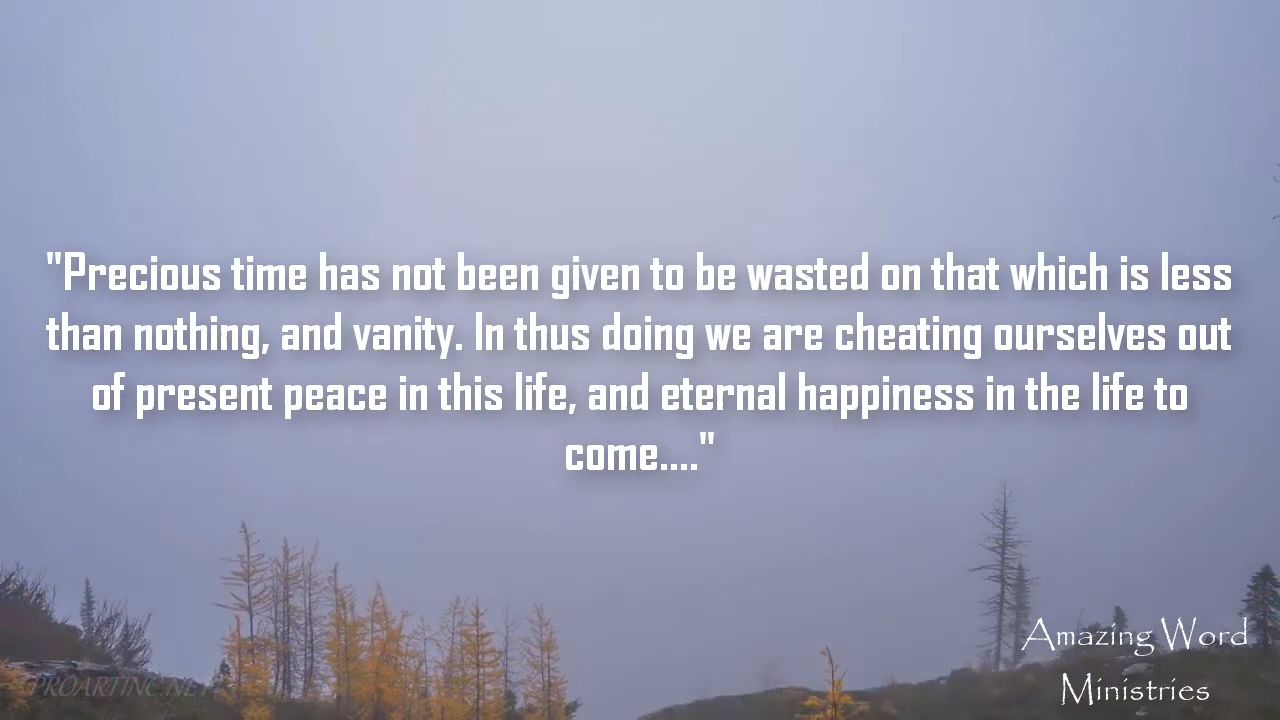 "Precious time has not been given to be wasted on that which is less
than nothing, and vanity. In thus doing we are cheating ourselves out
of present peace in this life, and eternal happiness in the life to
come...."
Amazing Word
Ministries
PROARTINC.NET